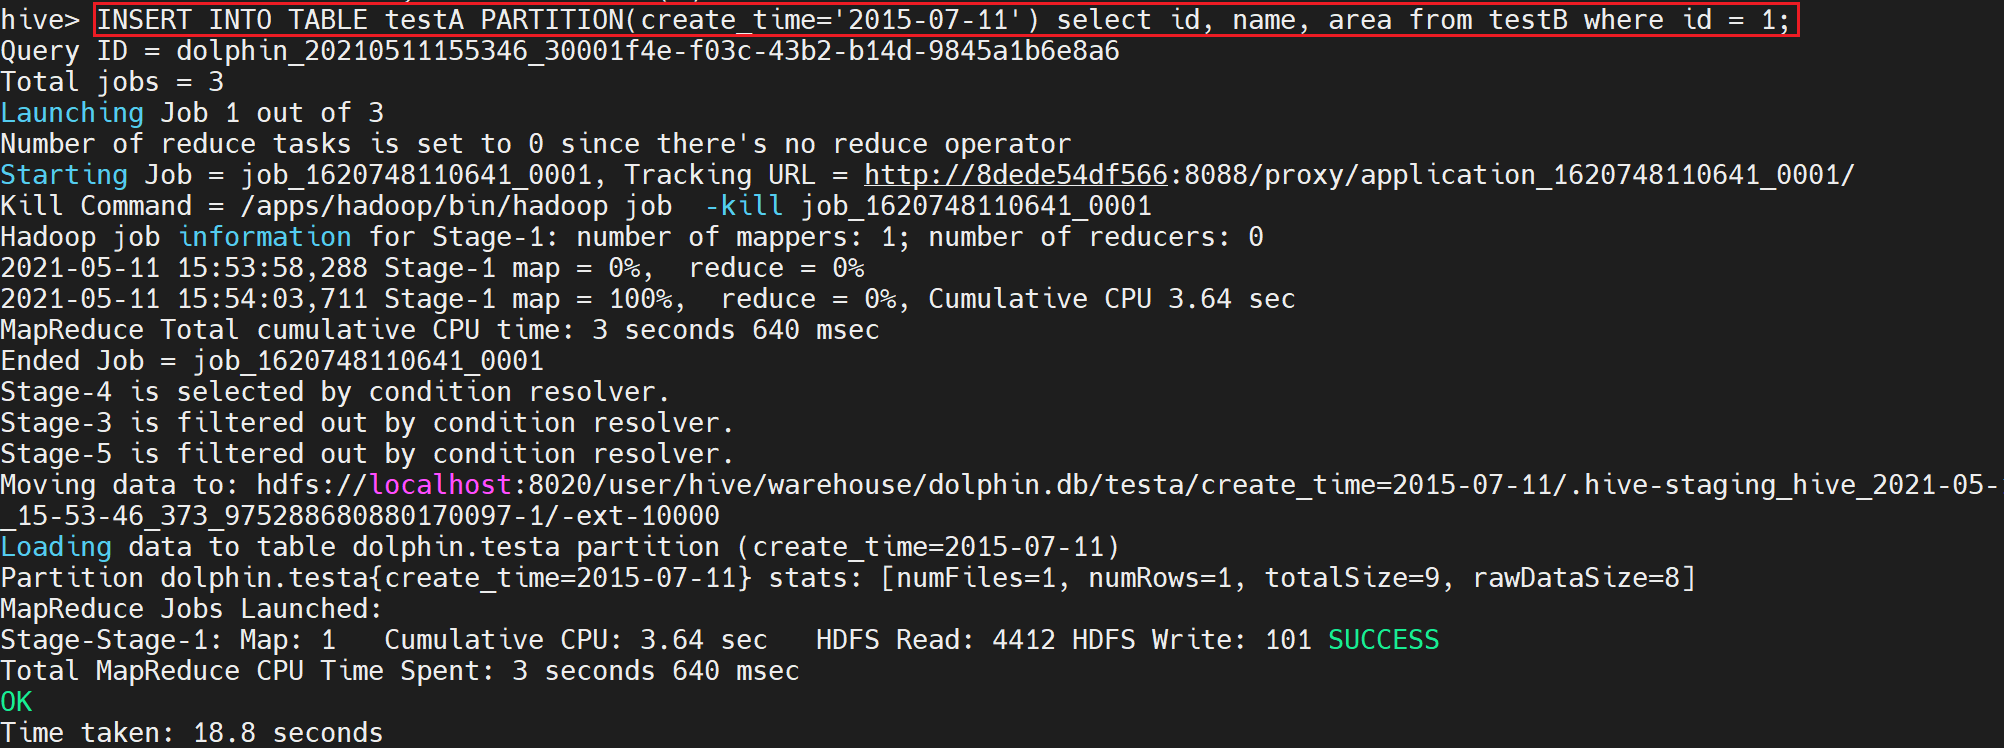 hive> INSERT INTO TABLE testA PARTITION(create_time='2015-07-11') select id, name, area from testB where id = 1;
Query ID = dolphin_20210511155346_30001f4e-f03c-43b2-b14d-9845a1b6e8a6
Total jobs = 3
Launching Job 1 out of 3
Number of reduce tasks is set to 0 since there's no reduce operator
Starting Job = job_1620748110641_0001, Tracking URL = http://8dede54df566:8088/proxy/application_1620748110641_0001/
Kill Command = /apps/hadoop/bin/hadoop job  -kill job_1620748110641_0001
Hadoop job information for Stage-1: number of mappers: 1; number of reducers: 0
2021-05-11 15:53:58,288 Stage-1 map = 0%,  reduce = 0%
2021-05-11 15:54:03,711 Stage-1 map = 100%,  reduce = 0%, Cumulative CPU 3.64 sec
MapReduce Total cumulative CPU time: 3 seconds 640 msec
Ended Job = job_1620748110641_0001
Stage-4 is selected by condition resolver.
Stage-3 is filtered out by condition resolver.
Stage-5 is filtered out by condition resolver.
Moving data to: hdfs://localhost:8020/user/hive/warehouse/dolphin.db/testa/create_time=2015-07-11/.hive-staging_hive_2021-05-
_15-53-46_373_975288680880170097-1/-ext-10000
Loading data to table dolphin.testa partition (create_time=2015-07-11)
Partition dolphin.testa{create_time=2015-07-11} stats: [numFiles=1, numRows=1, totalSize=9, rawDataSize=8]
MapReduce Jobs Launched:
Stage-Stage-1: Map: 1   Cumulative CPU: 3.64 sec   HDFS Read: 4412 HDFS Write: 101 SUCCESS
Total MapReduce CPU Time Spent: 3 seconds 640 msec
OK
Time taken: 18.8 seconds